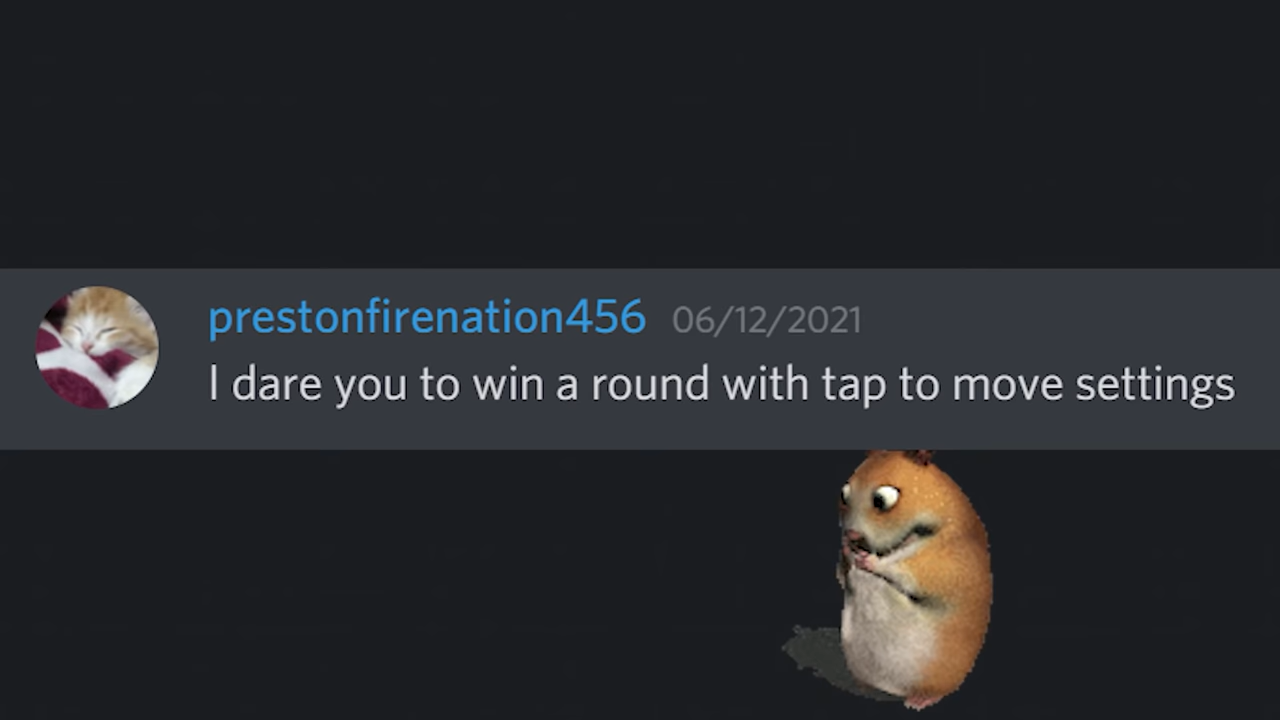 prestonfirenation456 06/12/2021
I dare you to win a round with tap to move settings